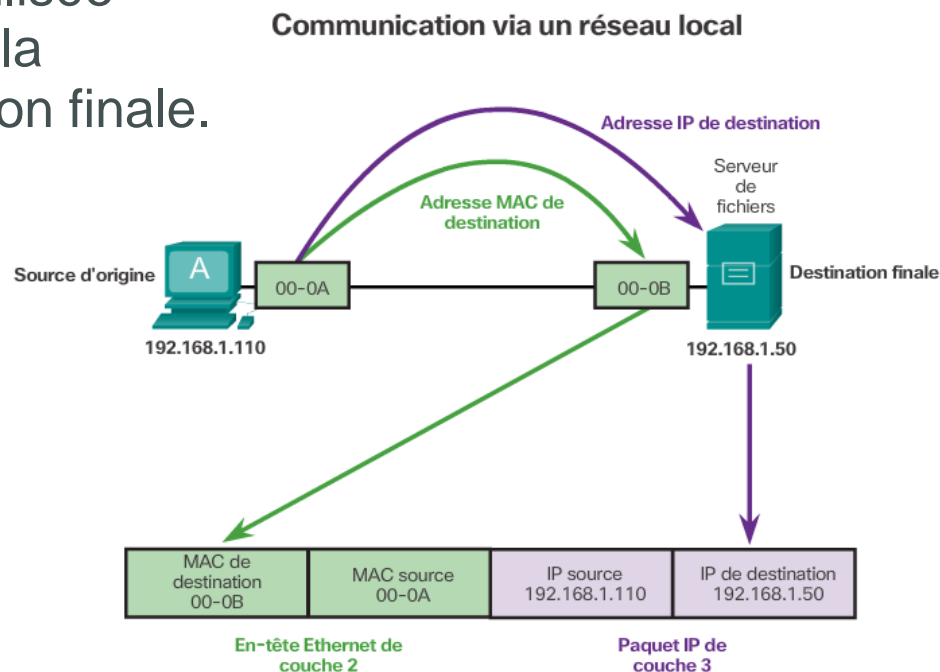 Communication via un réseau local
la
on finale.
Adresse IP de destination
Serveur
de
fichiers
Adresse MAC de
destination
Source d'origine
A
00-0A
00-0B
Destination finale
192.168.1.110
192.168.1.50
MAC de
destination
00-0B
MAC source
00-0A
IP source
192.168.1.110
IP de destination
192.168.1.50
En-tête Ethernet de
couche 2
Paquet IP de
couche 3